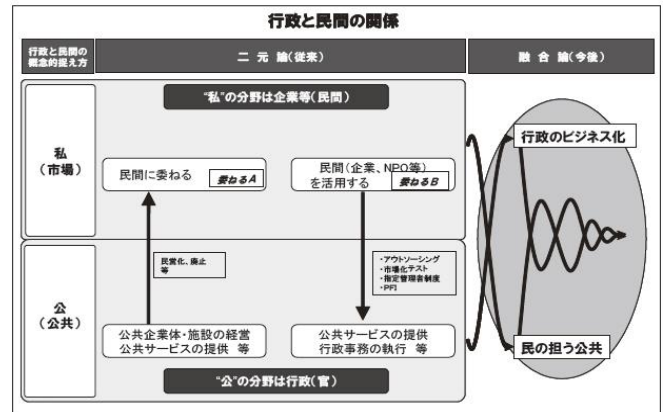 行政と民間の関係
行政と民間の
概念的捉え方
二 元 論(従来)
融 合 論(今後)
“私”の分野は企業等(民間)
私
(市場)
民間に委ねる
委ねるA
民間(企業、NPO等)
を活用する
委ねるB
行政のビジネス化
民営化、廃止
等
・アウトソーシング
・市場化テスト
・指定管理者制度
・PFI
公
(公共)
公共企業体・施設の経営
公共サービスの提供 等
公共サービスの提供
行政事務の執行 等
民の担う公共
“公”の分野は行政(官)